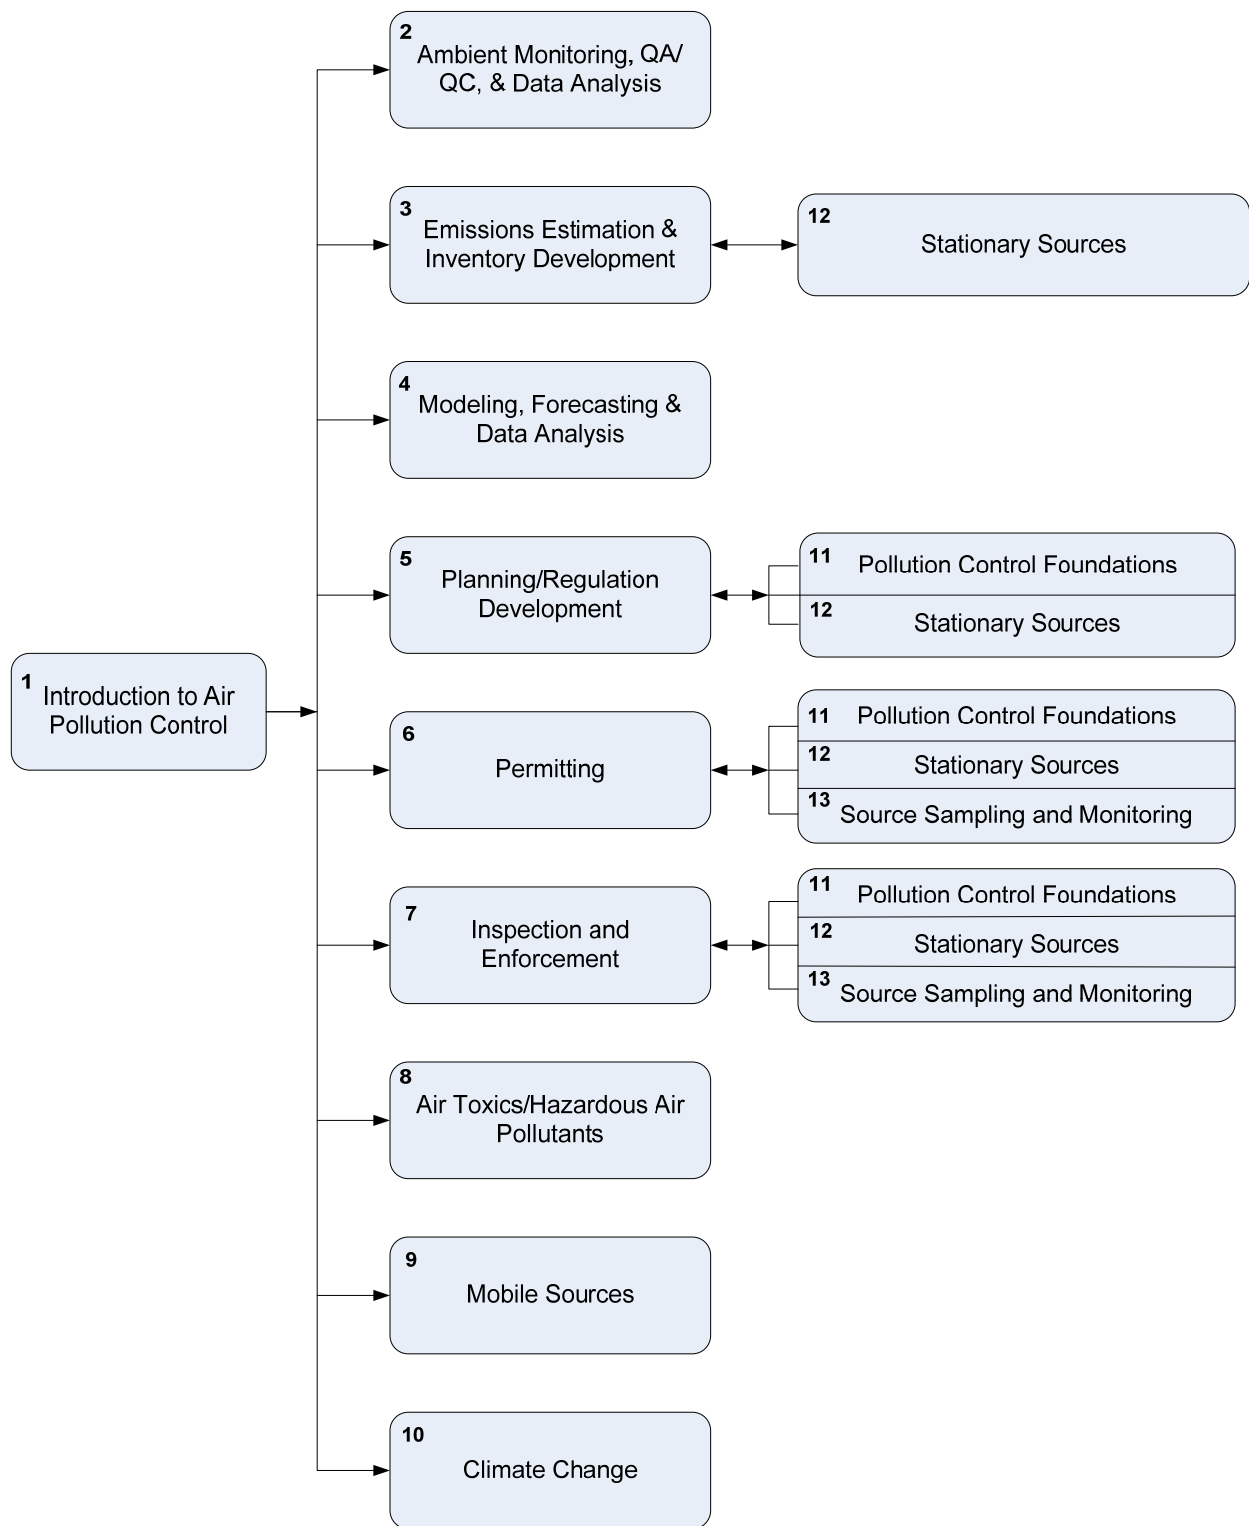 2
Ambient Monitoring, QA/
QC, & Data Analysis
3
Emissions Estimation &
Inventory Development
12
Stationary Sources
4
Modeling, Forecasting &
Data Analysis
5
Planning/Regulation
Development
11
Pollution Control Foundations
12
Stationary Sources
1
Introduction to Air
Pollution Control
6
Permitting
11
Pollution Control Foundations
12
Stationary Sources
13
Source Sampling and Monitoring
7
Inspection and
Enforcement
11
Pollution Control Foundations
12
Stationary Sources
13
Source Sampling and Monitoring
8
Air Toxics/Hazardous Air
Pollutants
9
Mobile Sources
10
Climate Change